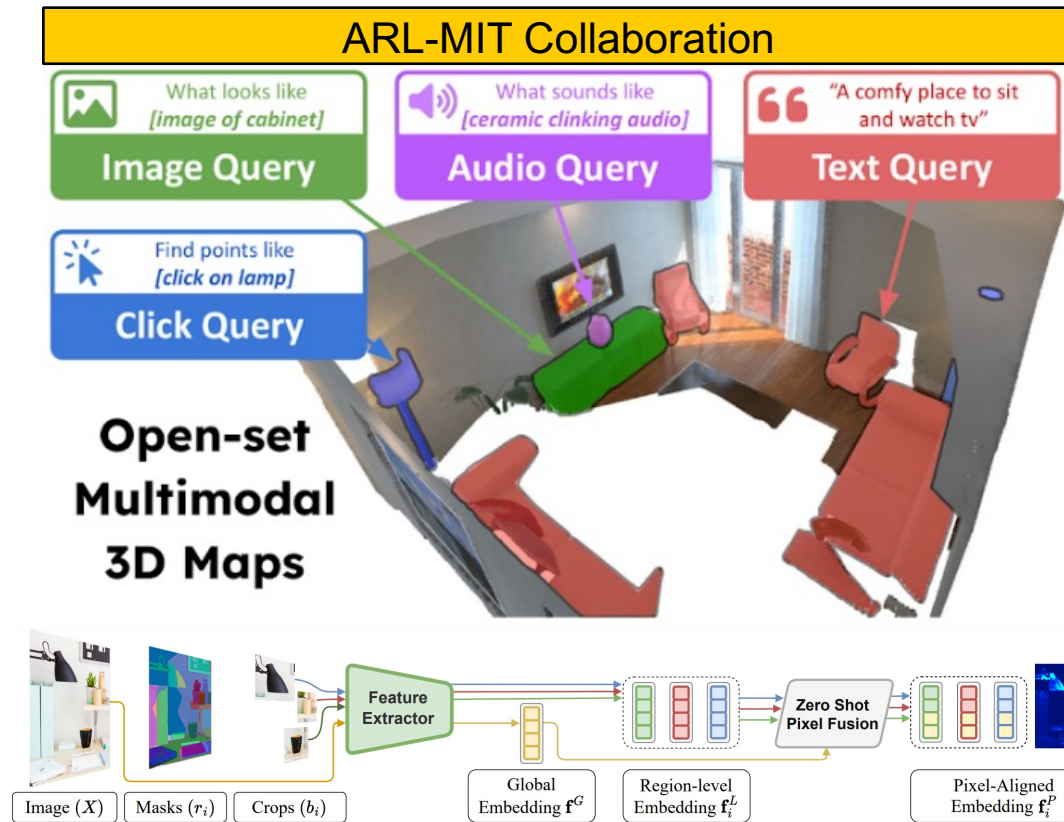 ARL-MIT Collaboration
What looks like
[image of cabinet]
Image Query
What sounds like
[ceramic clinking audio]
Audio Query
“A comfy place to sit
and watch tv”
Text Query
Find points like
[click on lamp]
Click Query
Open-set
Multimodal
3D Maps
Feature
Extractor
Zero Shot
Pixel Fusion
Image (X)
Masks (rᵢ)
Crops (bᵢ)
Global
Embedding f^G
Region-level
Embedding f_i^L
Pixel-Aligned
Embedding f_i^P